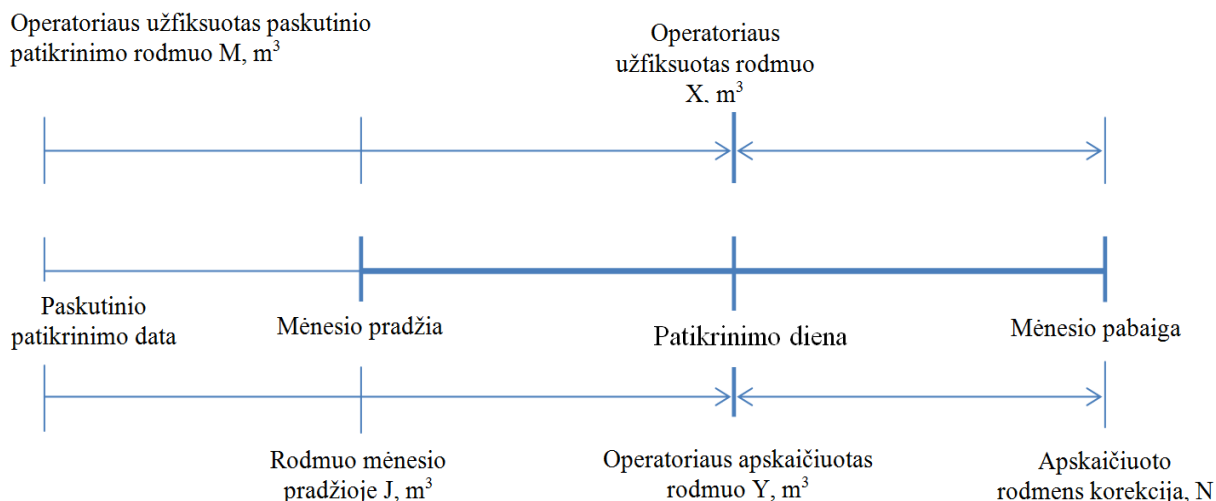 Operatoriaus užfiksuotas paskutinio
patikrinimo rodmuo M, m³
Operatoriaus
užfiksuotas rodmuo
X, m³
Paskutinio
patikrinimo data
Mėnesio pradžia
Patikrinimo diena
Mėnesio pabaiga
Rodmuo mėnesio
pradžioje J, m³
Operatoriaus apskaičiuotas
rodmuo Y, m³
Apskaičiuoto
rodmens korekcija, N